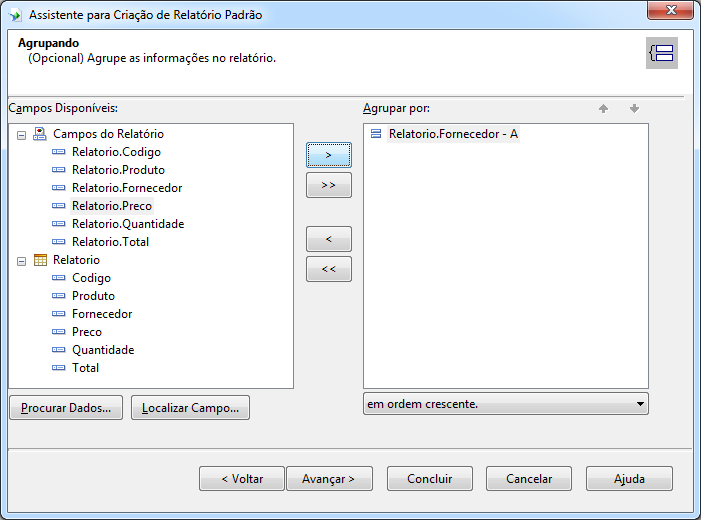 Assistente para Criação de Relatório Padrão
Agrupando
(Opcional) Agrupe as informações no relatório.
Campos Disponíveis:
Campos do Relatório
Relatorio.Codigo
Relatorio.Produto
Relatorio.Fornecedor
Relatorio.Preco
Relatorio.Quantidade
Relatorio.Total
Relatorio
Codigo
Produto
Fornecedor
Preco
Quantidade
Total
Procurar Dados...
Localizar Campo...
>
>>
<
<<
Agrupar por:
Relatorio.Fornecedor - A
em ordem crescente.
< Voltar
Avançar >
Concluir
Cancelar
Ajuda